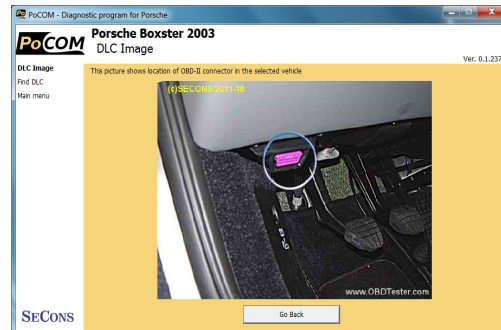 PoCOM - Diagnostic program for Porsche
PoCOM
Porsche Boxster 2003
DLC Image
Ver. 0.1.237
DLC Image
Find DLC
Main menu
This picture shows location of OBD-II connector in the selected vehicle
(c)SECONS 2011-16
www.OBDTester.com
SECONS
Go Back